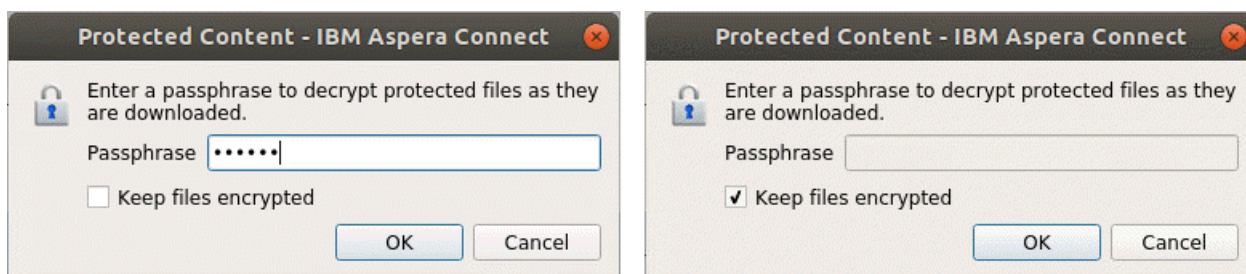 Protected Content - IBM Aspera Connect
Enter a passphrase to decrypt protected files as they
are downloaded.
Passphrase ••••••
Keep files encrypted
OK Cancel
Protected Content - IBM Aspera Connect
Enter a passphrase to decrypt protected files as they
are downloaded.
Passphrase
Keep files encrypted
OK Cancel